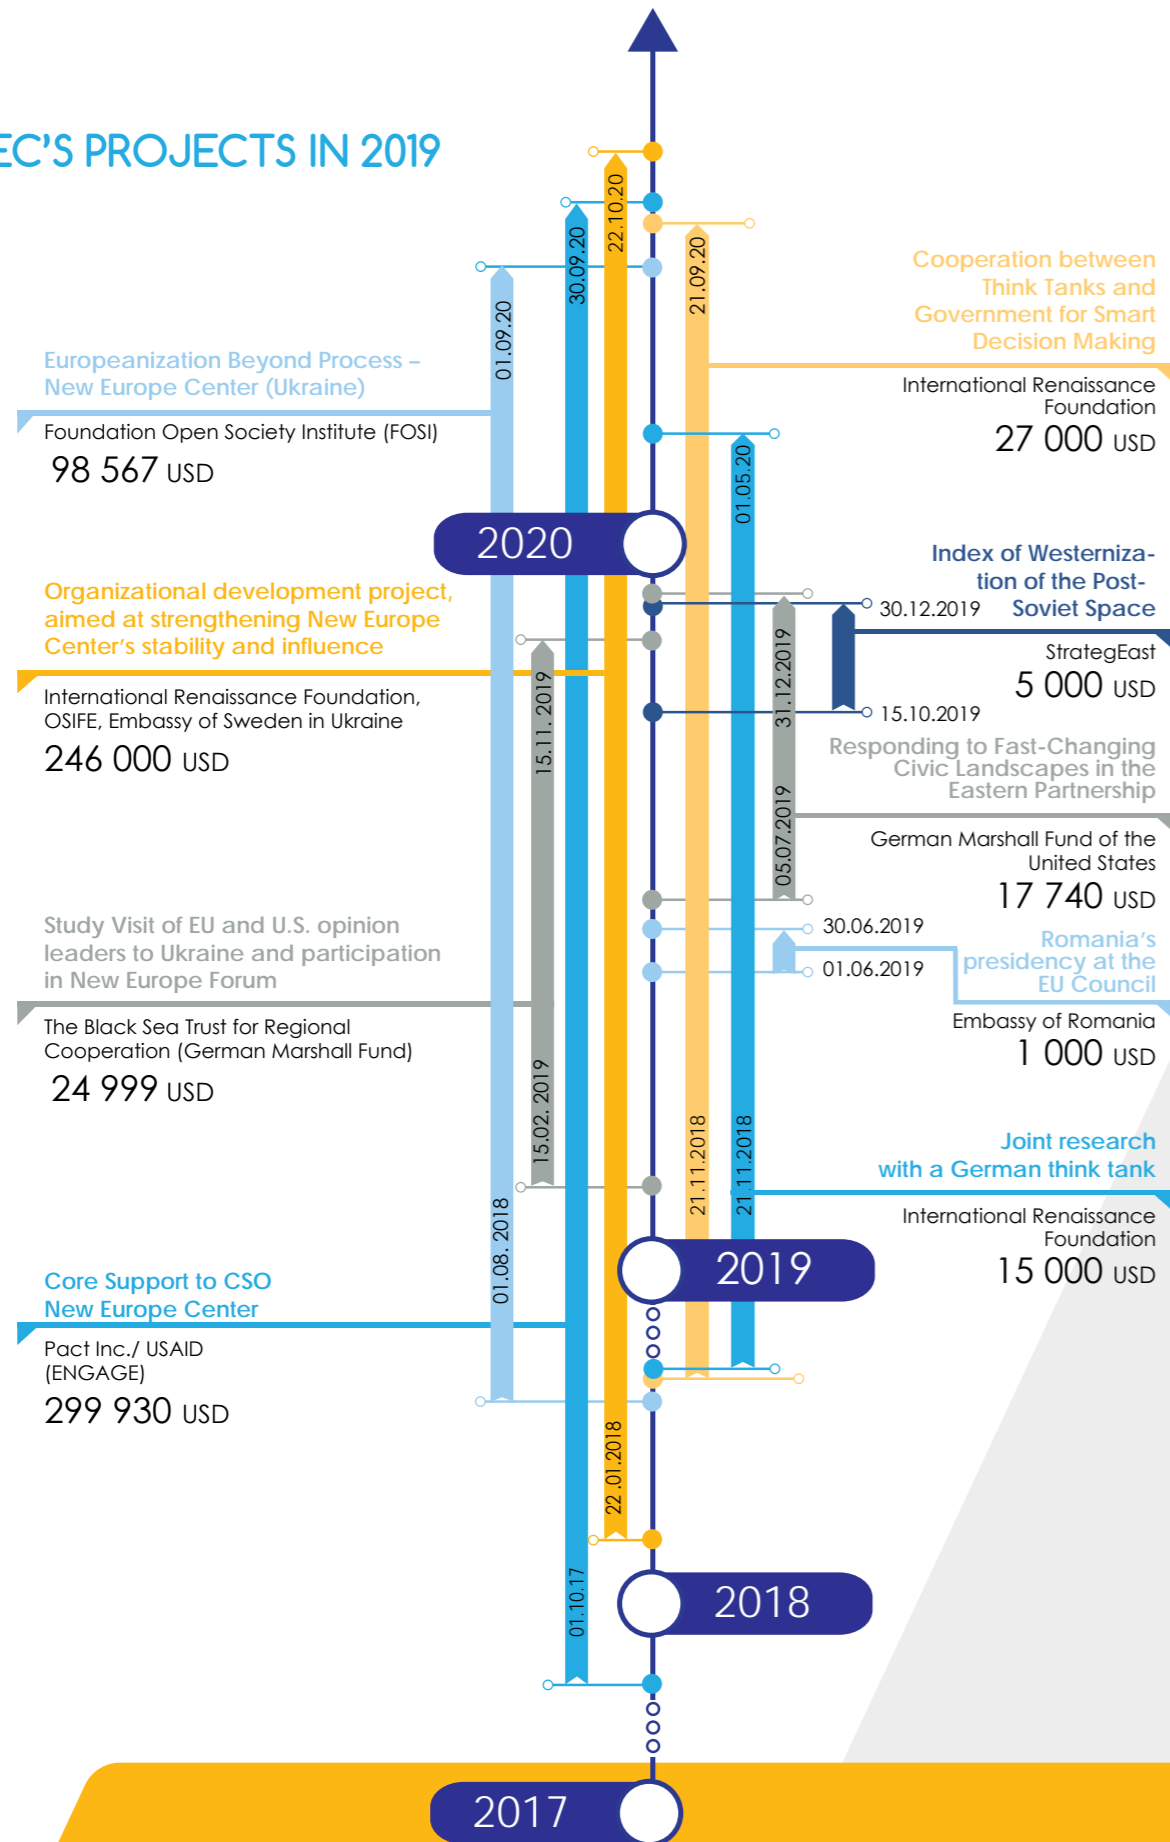 EC'S PROJECTS IN 2019
22.10.20
30.09.20
21.09.20
01.09.20
Cooperation between
Think Tanks and
Government for Smart
Decision Making
International Renaissance
Foundation
27 000 USD
Europeanization Beyond Process –
New Europe Center (Ukraine)
Foundation Open Society Institute (FOSI)
98 567 USD
01.05.20
2020
Index of Westerniza-
tion of the Post-
Soviet Space
30.12.2019
StrategEast
5 000 USD
15.10.2019
Organizational development project,
aimed at strengthening New Europe
Center's stability and influence
International Renaissance Foundation,
OSIFE, Embassy of Sweden in Ukraine
246 000 USD
15.11. 2019
31.12.2019
05.07.2019
Responding to Fast-Changing
Civic Landscapes in the
Eastern Partnership
German Marshall Fund of the
United States
17 740 USD
Study Visit of EU and U.S. opinion
leaders to Ukraine and participation
in New Europe Forum
The Black Sea Trust for Regional
Cooperation (German Marshall Fund)
24 999 USD
15.02. 2019
30.06.2019
01.06.2019
Romania's
presidency at the
EU Council
Embassy of Romania
1 000 USD
21.11.2018
21.11.2018
Joint research
with a German think tank
International Renaissance
Foundation
15 000 USD
01.08. 2018
2019
Core Support to CSO
New Europe Center
Pact Inc./ USAID
(ENGAGE)
299 930 USD
22 .01.2018
01.10.17
2018
2017